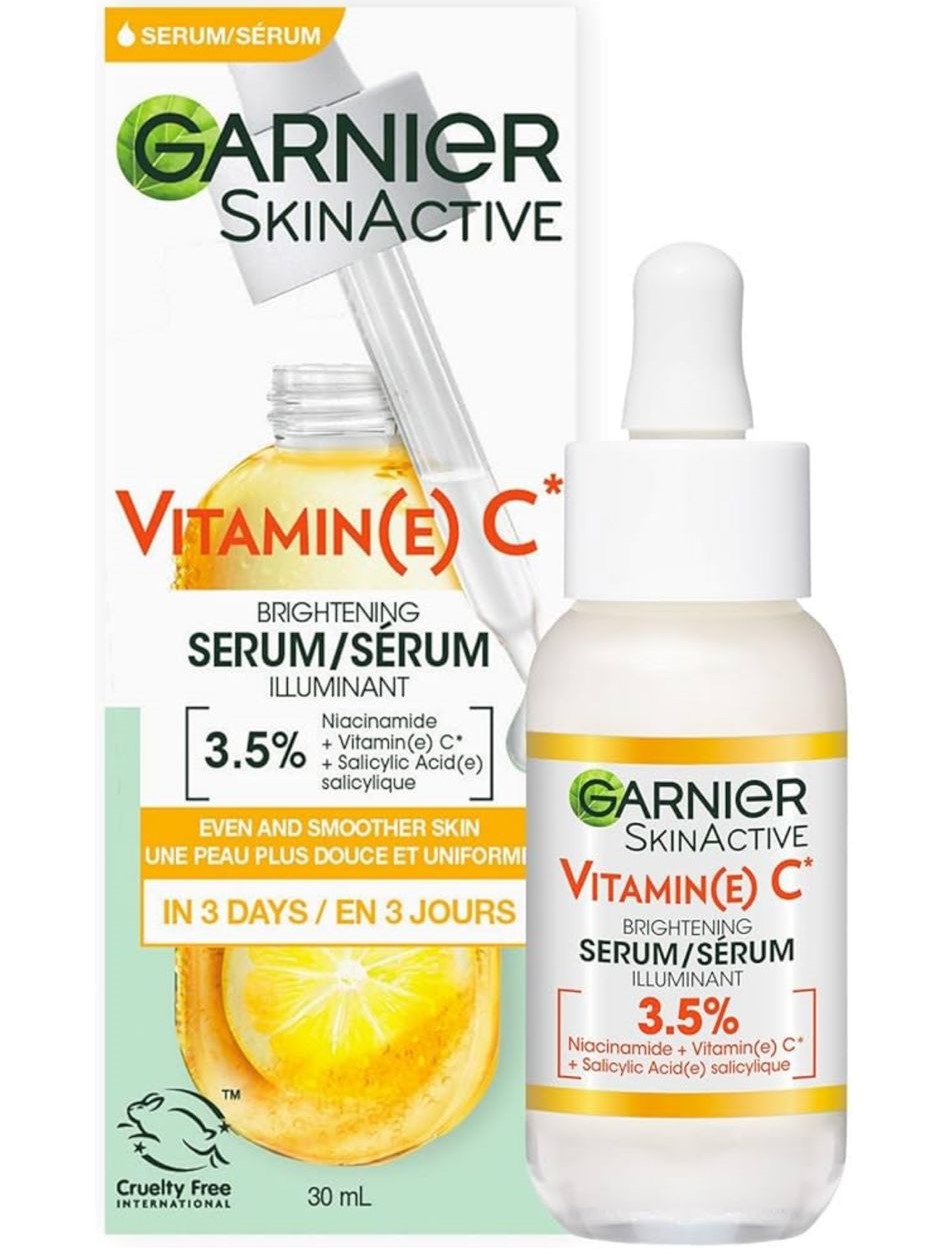 SERUM/SÉRUM
GARNIER
SKINACTIVE
VITAMIN(E) C*
BRIGHTENING
SERUM/SÉRUM
ILLUMINANT
3.5%
Niacinamide
+ Vitamin(e) C*
+ Salicylic Acid(e)
salicylique
EVEN AND SMOOTHER SKIN
UNE PEAU PLUS DOUCE ET UNIFORM
IN 3 DAYS / EN 3 JOURS
TM
Cruelty Free
INTERNATIONAL
30 mL
GARNIER
SKINACTIVE
VITAMIN(E) C*
BRIGHTENING
SERUM/SÉRUM
ILLUMINANT
3.5%
Niacinamide + Vitamin(e) C*
+ Salicylic Acid(e) salicylique